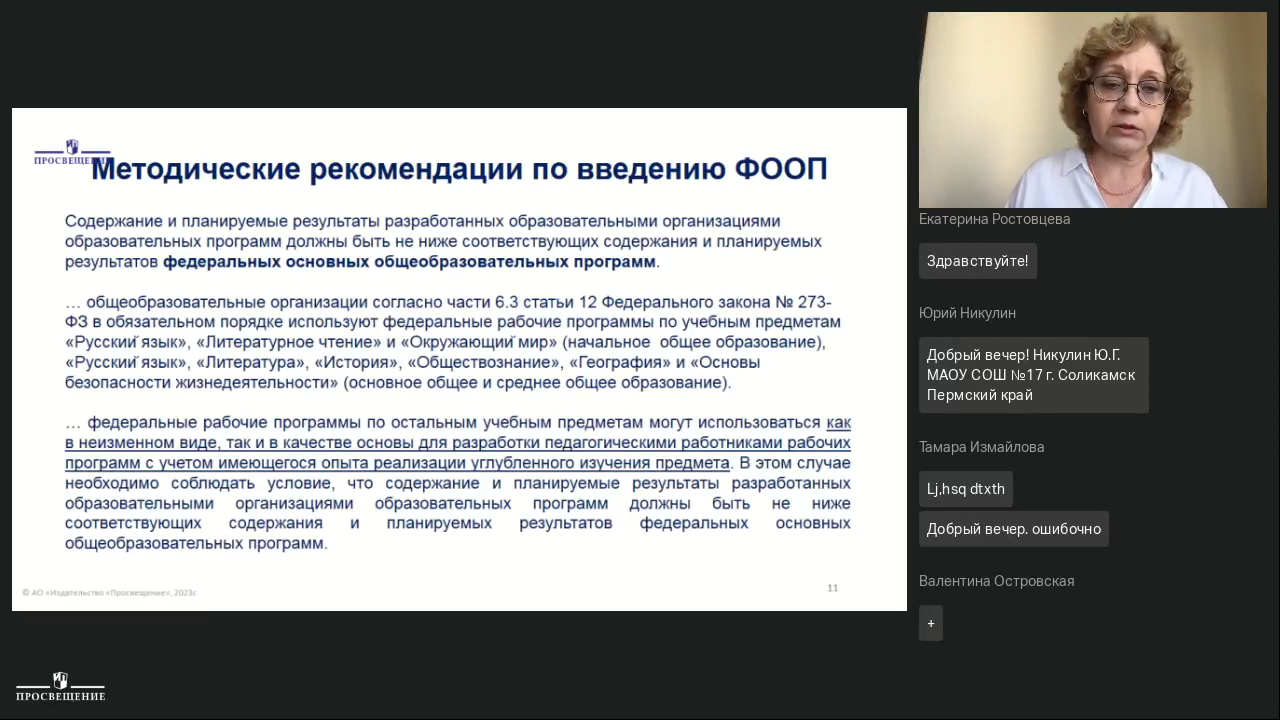 ПРОСВЕЩЕНИЕ
Методические рекомендации по введению ФООП
Содержание и планируемые результаты разработанных образовательными организациями
образовательных программ должны быть не ниже соответствующих содержания и планируемых
результатов федеральных основных общеобразовательных программ.
… общеобразовательные организации согласно части 6.3 статьи 12 Федерального закона № 273-
ФЗ в обязательном порядке используют федеральные рабочие программы по учебным предметам
«Русский язык», «Литературное чтение» и «Окружающий мир» (начальное общее образование),
«Русский язык», «Литература», «История», «Обществознание», «География» и «Основы
безопасности жизнедеятельности» (основное общее и среднее общее образование).
… федеральные рабочие программы по остальным учебным предметам могут использоваться как
в неизменном виде, так и в качестве основы для разработки педагогическими работниками рабочих
программ с учетом имеющегося опыта реализации углубленного изучения предмета. В этом случае
необходимо соблюдать условие, что содержание и планируемые результаты разработанных
образовательными организациями образовательных программ должны быть не ниже
соответствующих содержания и планируемых результатов федеральных основных
общеобразовательных программ.
© АО «Издательство «Просвещение», 2023г
11
ПРОСВЕЩЕНИЕ
Екатерина Ростовцева
Здравствуйте!
Юрий Никулин
Добрый вечер! Никулин Ю.Г.
МАОУ СОШ №17 г. Соликамск
Пермский край
Тамара Измайлова
Lj,hsq dtxth
Добрый вечер. ошибочно
Валентина Островская
+